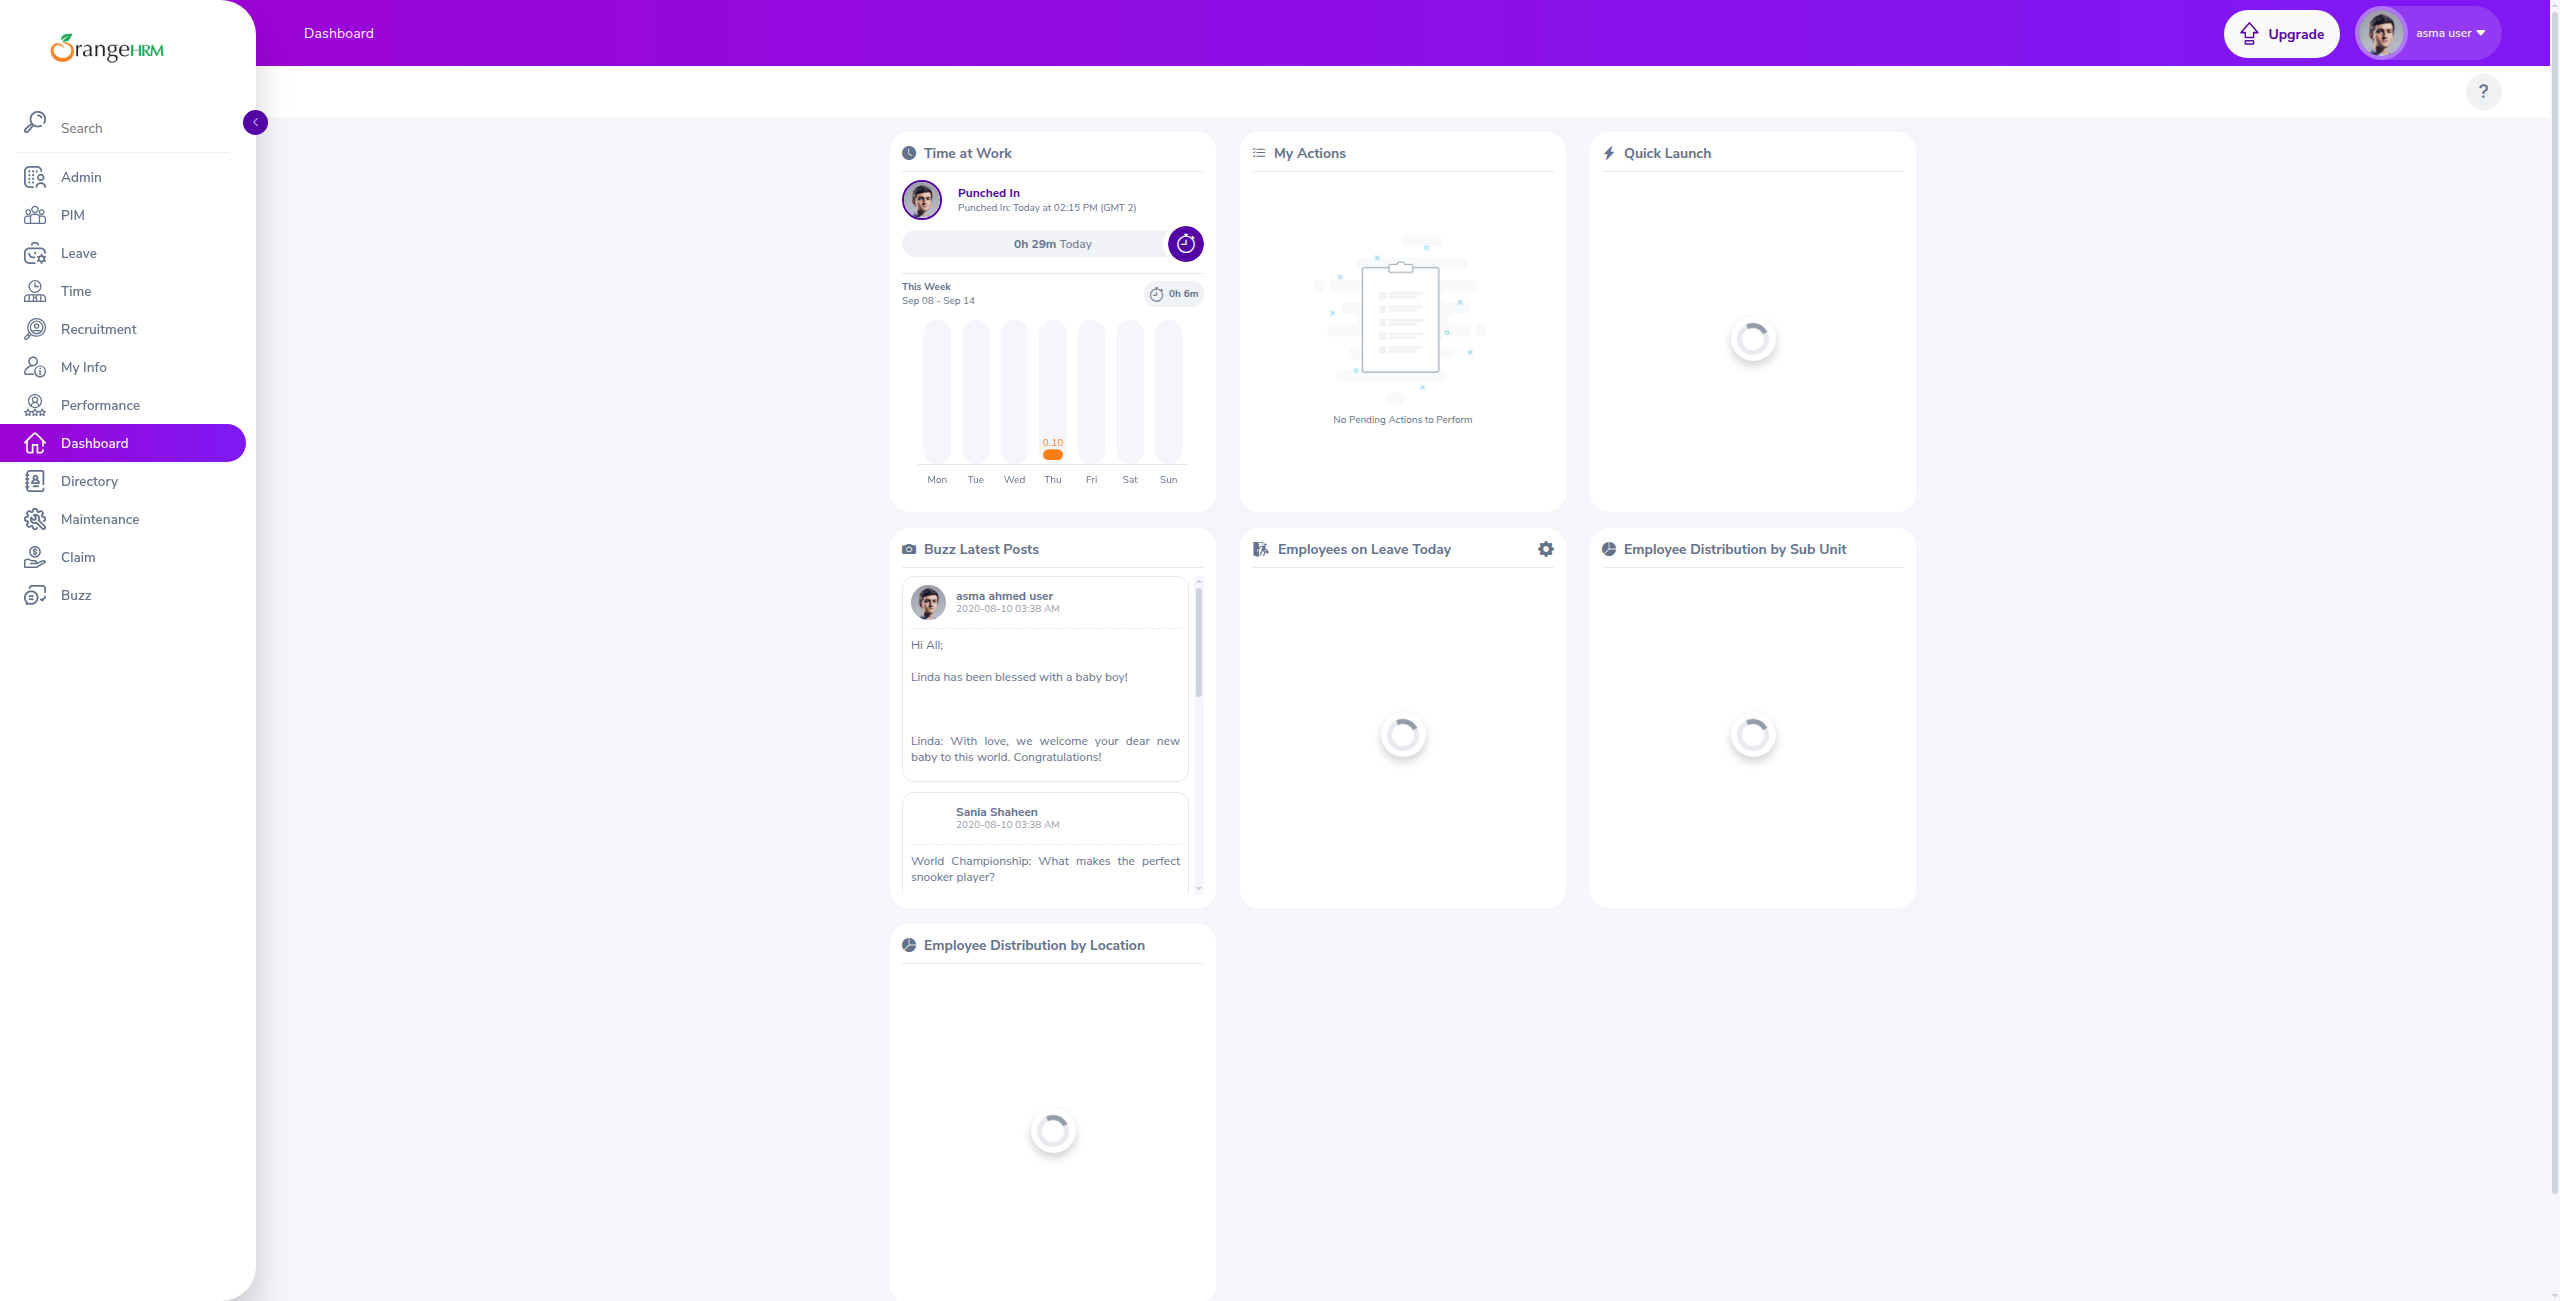 OrangeHRM
Search
Admin
PIM
Leave
Time
Recruitment
My Info
Performance
Dashboard
Directory
Maintenance
Claim
Buzz
Dashboard
Upgrade
asma user
?
Time at Work
Punched In
Punched In: Today at 02:15 PM (GMT 2)
0h 29m Today
This Week
Sep 08 - Sep 14
0h 6m
0.10
Mon Tue Wed Thu Fri Sat Sun
My Actions
No Pending Actions to Perform
Quick Launch
Buzz Latest Posts
asma ahmed user
2020-08-10 03:38 AM
Hi All;
Linda has been blessed with a baby boy!
Linda: With love, we welcome your dear new
baby to this world. Congratulations!
Sania Shaheen
2020-08-10 03:38 AM
World Championship: What makes the perfect
snooker player?
Employees on Leave Today
Employee Distribution by Sub Unit
Employee Distribution by Location